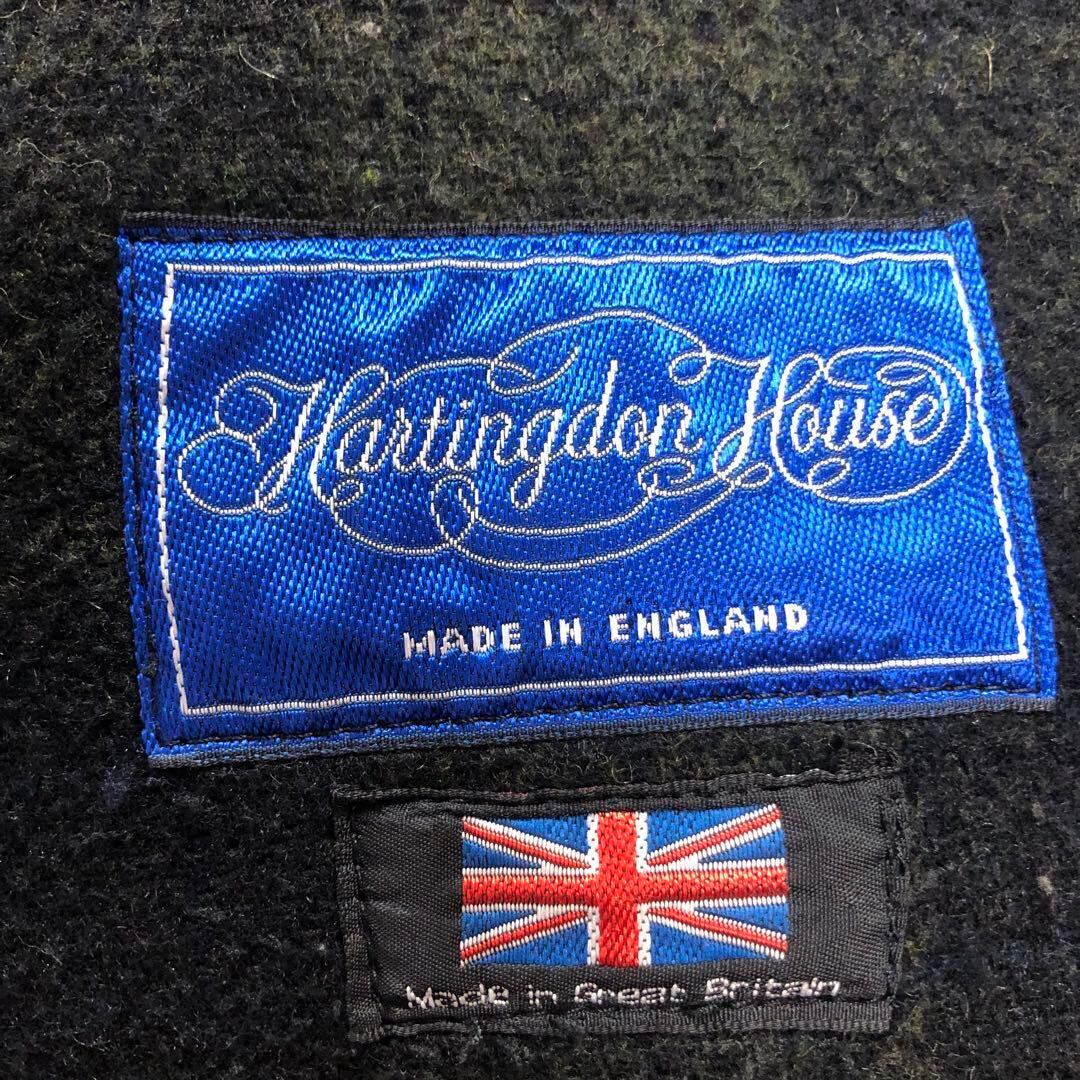 Hartingdon House
MADE IN ENGLAND
Made in Great Britain